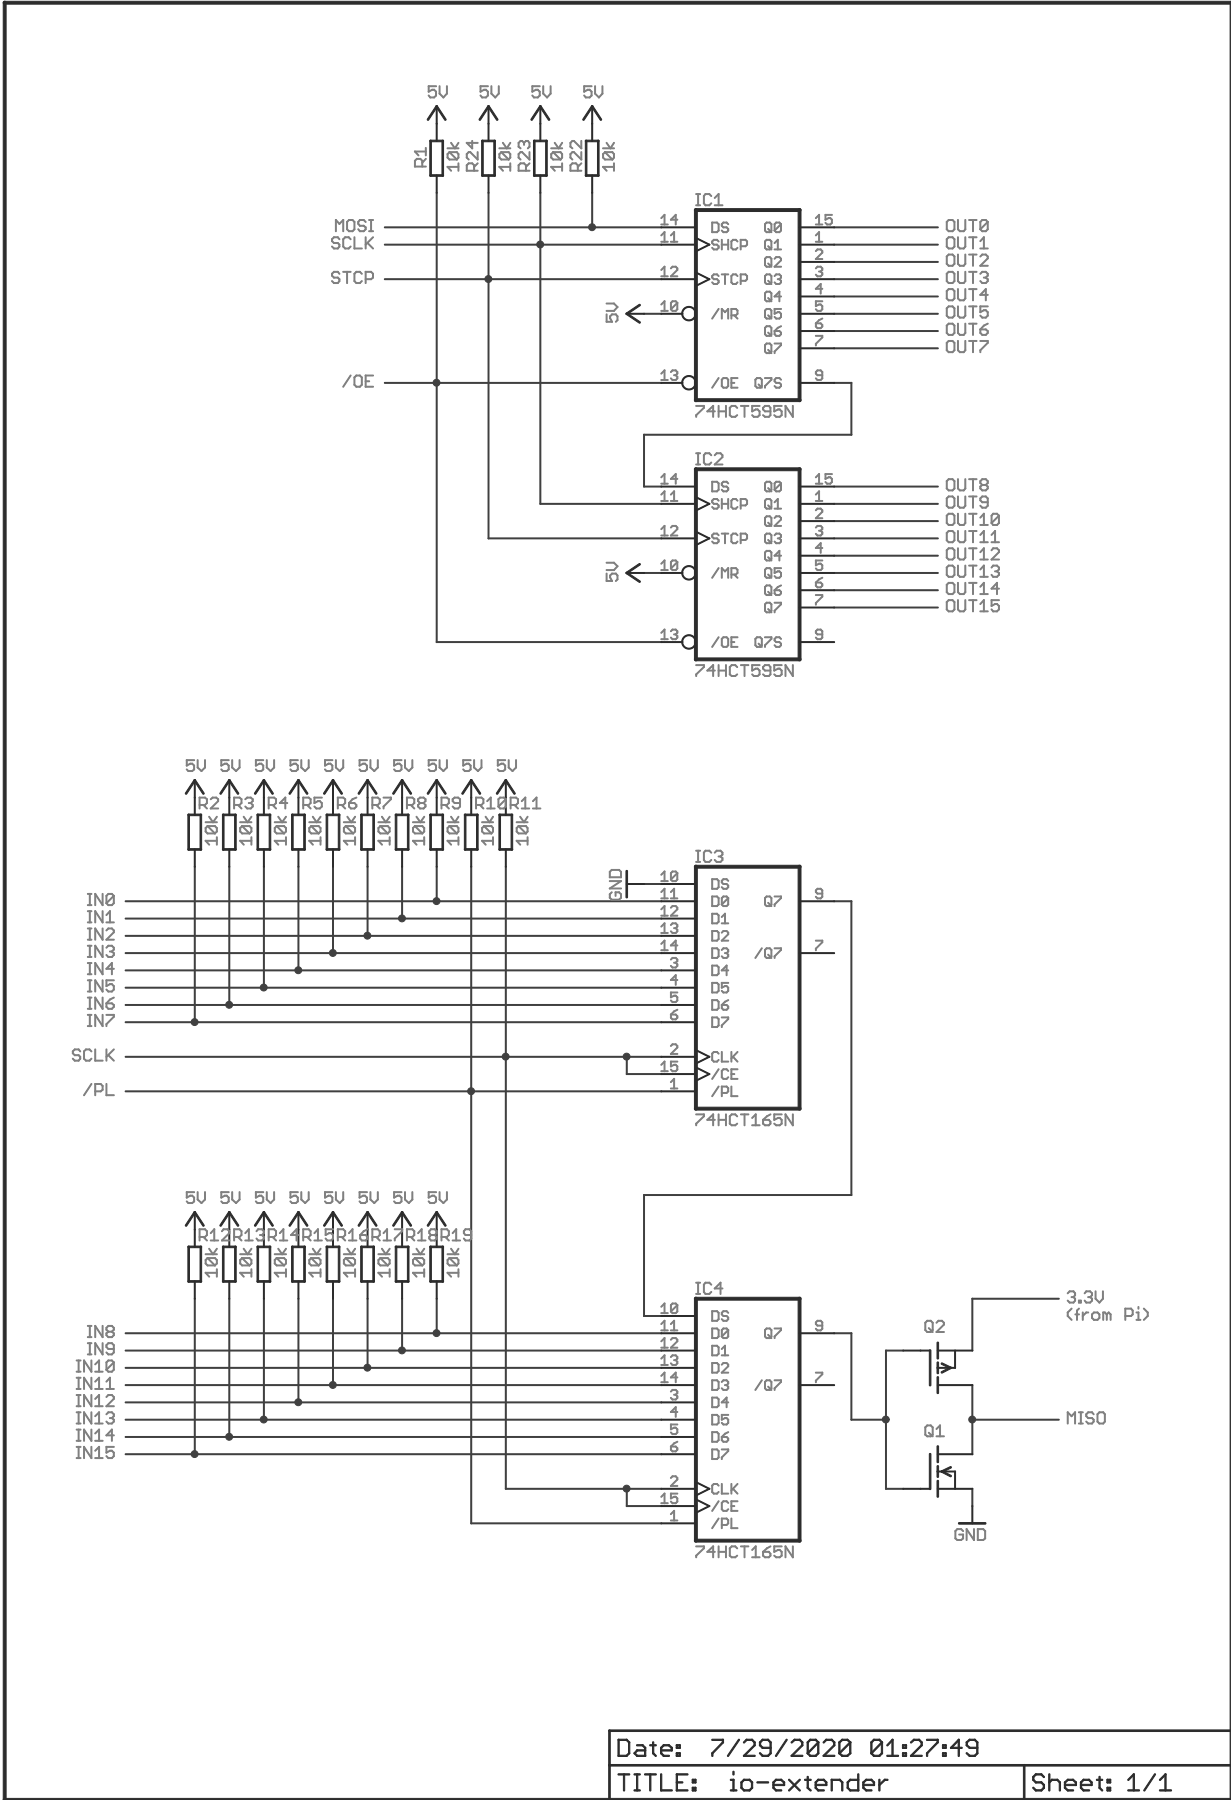 5V 5V 5V 5V
R1 10k R24 10k R23 10k R22 10k
IC1
MOSI 14 DS Q0 15 OUT0
SCLK 11 SHCP Q1 1 OUT1
Q2 2 OUT2
STCP 12 STCP Q3 3 OUT3
Q4 4 OUT4
5V 10 /MR Q5 5 OUT5
Q6 6 OUT6
Q7 7 OUT7
/OE 13 /OE Q7S 9
74HCT595N
IC2
14 DS Q0 15 OUT8
11 SHCP Q1 1 OUT9
Q2 2 OUT10
12 STCP Q3 3 OUT11
Q4 4 OUT12
5V 10 /MR Q5 5 OUT13
Q6 6 OUT14
Q7 7 OUT15
13 /OE Q7S 9
74HCT595N
5V 5V 5V 5V 5V 5V 5V 5V 5V 5V
R2 R3 R4 R5 R6 R7 R8 R9 R10 R11
10k 10k 10k 10k 10k 10k 10k 10k 10k 10k
IC3
GND 10 DS
IN0 11 D0 Q7 9
IN1 12 D1
IN2 13 D2
IN3 14 D3 /Q7 7
IN4 3 D4
IN5 4 D5
IN6 5 D6
IN7 6 D7
SCLK 2 CLK
15 /CE
/PL 1 /PL
74HCT165N
5V 5V 5V 5V 5V 5V 5V 5V
R12 R13 R14 R15 R16 R17 R18 R19
10k 10k 10k 10k 10k 10k 10k 10k
IC4
10 DS
IN8 11 D0 Q7 9
IN9 12 D1
IN10 13 D2
IN11 14 D3 /Q7 7
IN12 3 D4
IN13 4 D5
IN14 5 D6
IN15 6 D7
2 CLK
15 /CE
1 /PL
74HCT165N
3.3V
(from Pi)
Q2
MISO
Q1
GND
Date: 7/29/2020 01:27:49
TITLE: io-extender Sheet: 1/1